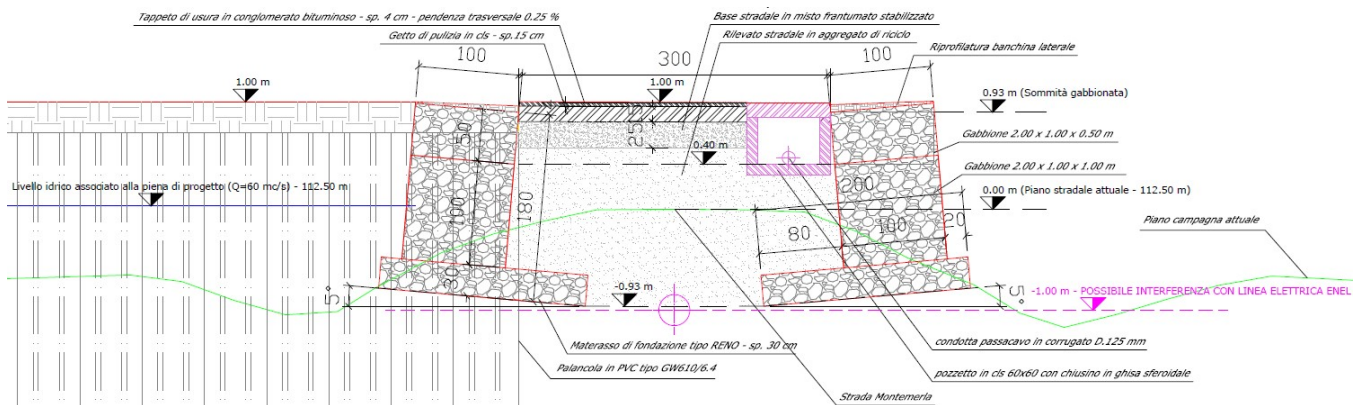 Tappeto di usura in conglomerato bituminoso - sp. 4 cm - pendenza trasversale 0.25 %
Base stradale in misto frantumato stabilizzato
Getto di pulizia in cls - sp.15 cm
Rilevato stradale in aggregato di riciclo
Riprofilatura banchina laterale
100
300
100
1.00 m
1.00 m
0.93 m (Sommità gabbionata)
15
25
50
Gabbione 2.00 x 1.00 x 0.50 m
0.40 m
Gabbione 2.00 x 1.00 x 1.00 m
Livello idrico associato alla piena di progetto (Q=60 mc/s) - 112.50 m
200
0.00 m (Piano stradale attuale - 112.50 m)
180
100
80
100
20
Piano campagna attuale
30
5°
-0.93 m
5°
-1.00 m - POSSIBILE INTERFERENZA CON LINEA ELETTRICA ENEL
Materasso di fondazione tipo RENO - sp. 30 cm
condotta passacavo in corrugato D.125 mm
Palancola in PVC tipo GW610/6.4
pozzetto in cls 60x60 con chiusino in ghisa sferoidale
Strada Montemerla